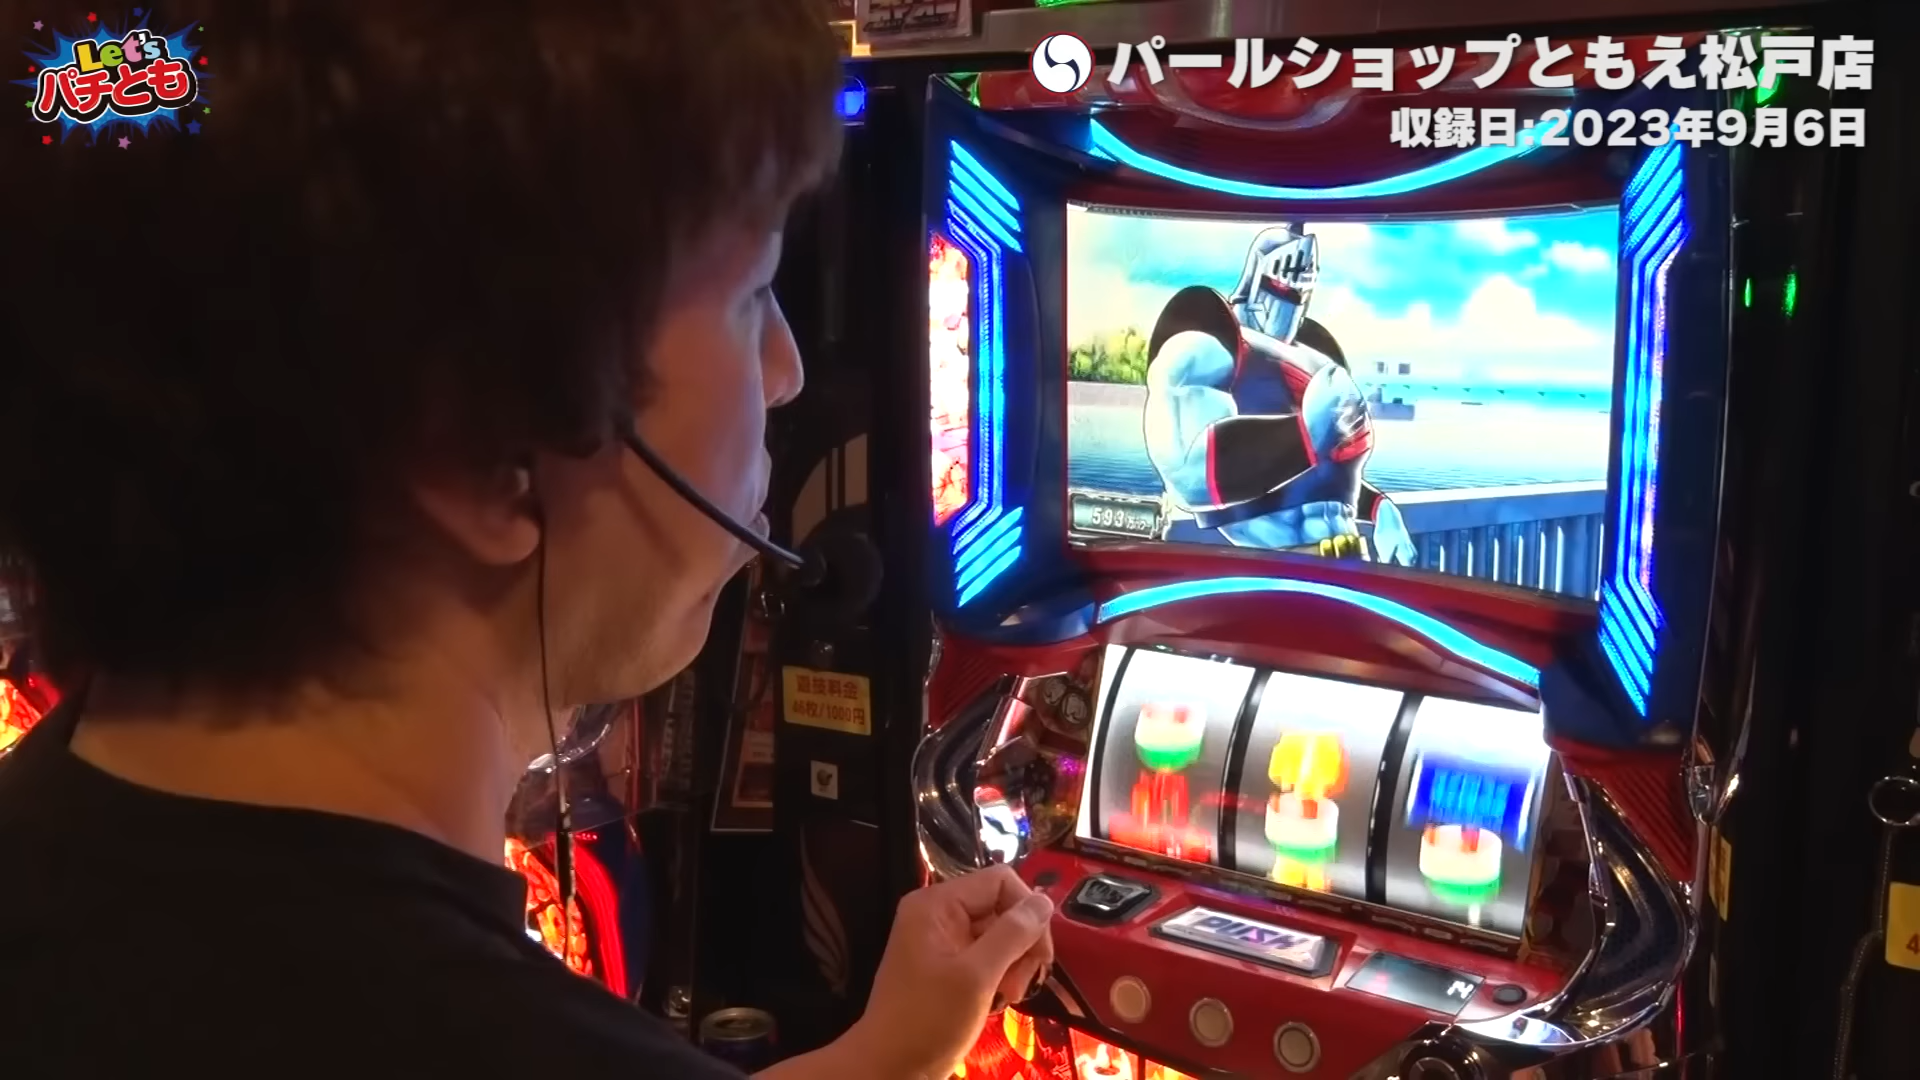 Let's
パチとも
パールショップともえ松戸店
収録日:2023年9月6日
593
遊技料金
46枚/1000円
PUSH
14